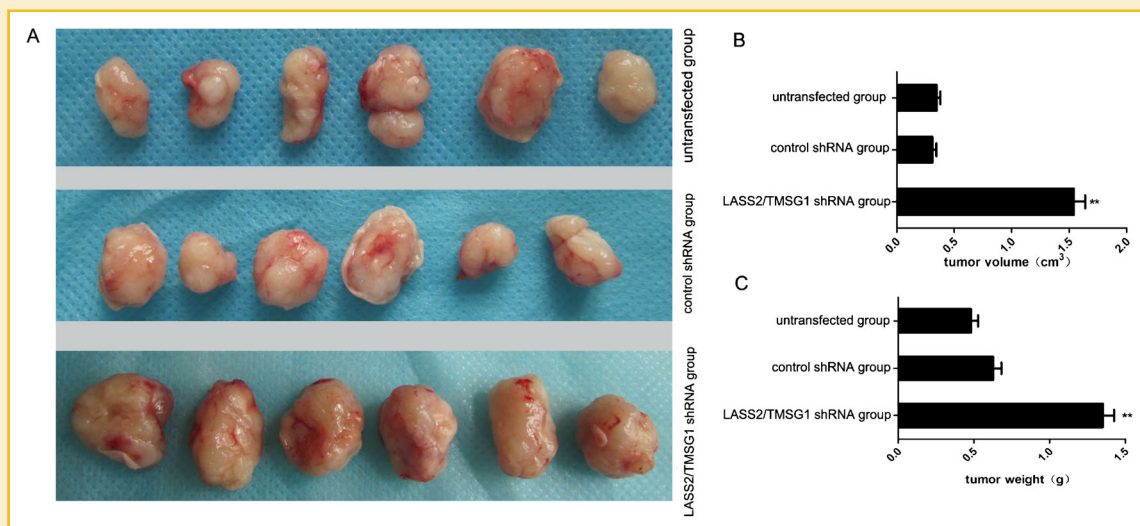 A
untransfected group
control shRNA group
LASS2/TMSG1 shRNA group
B
untransfected group
control shRNA group
LASS2/TMSG1 shRNA group
**
0.0 0.5 1.0 1.5 2.0
tumor volume（cm³）
C
untransfected group
control shRNA group
LASS2/TMSG1 shRNA group
**
0.0 0.5 1.0 1.5
tumor weight（g）